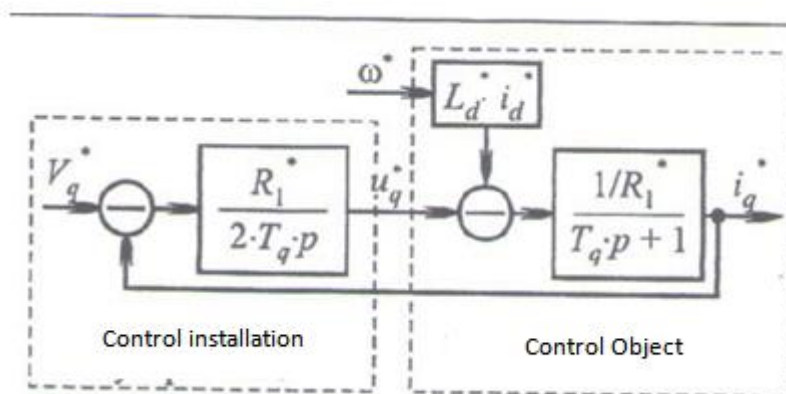 ω*
L_d* i_d*
V_q*
R_1*
2·T_q·p
u_q*
1/R_1*
T_q·p + 1
i_q*
Control installation
Control Object